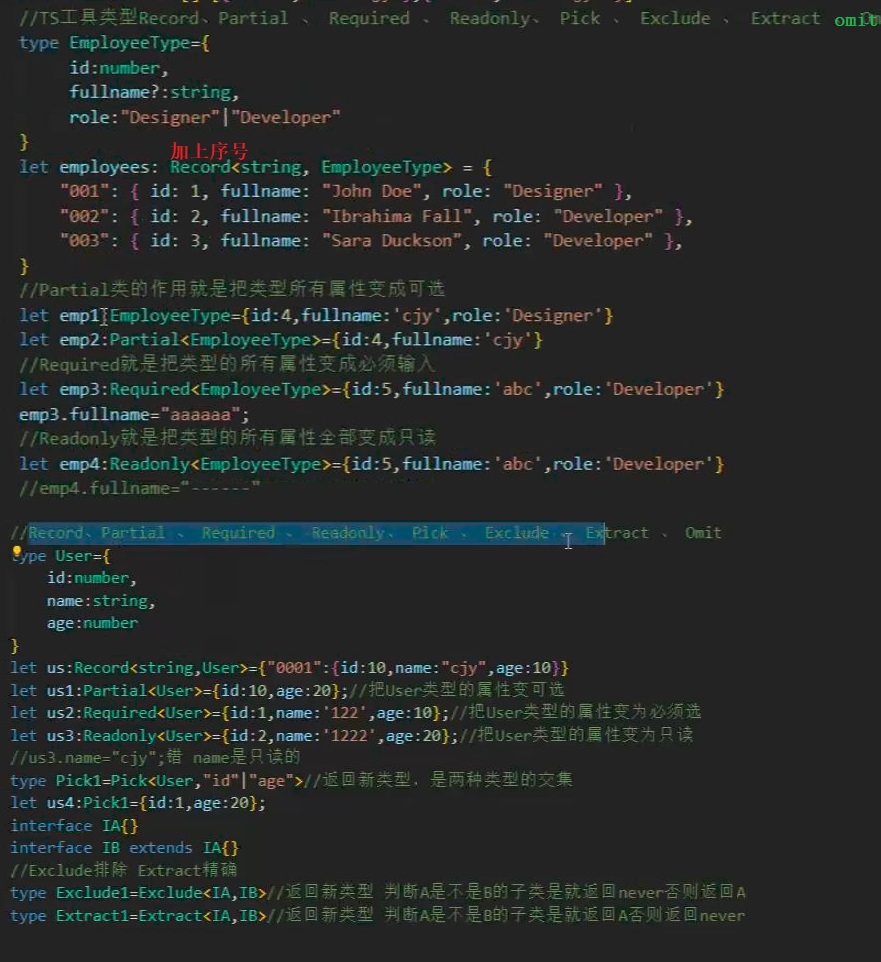 //TS工具类型Record、Partial 、 Required 、 Readonly、 Pick 、 Exclude 、 Extract omit
type EmployeeType={
id:number,
fullname?:string,
role:"Designer"|"Developer"
}
加上序号
let employees: Record<string, EmployeeType> = {
"001": { id: 1, fullname: "John Doe", role: "Designer" },
"002": { id: 2, fullname: "Ibrahima Fall", role: "Developer" },
"003": { id: 3, fullname: "Sara Duckson", role: "Developer" },
}
//Partial类的作用就是把类型所有属性变成可选
let emp1:EmployeeType={id:4,fullname:'cjy',role:'Designer'}
let emp2:Partial<EmployeeType>={id:4,fullname:'cjy'}
//Required就是把类型的所有属性变成必须输入
let emp3:Required<EmployeeType>={id:5,fullname:'abc',role:'Developer'}
emp3.fullname="aaaaaa";
//Readonly就是把类型的所有属性全部变成只读
let emp4:Readonly<EmployeeType>={id:5,fullname:'abc',role:'Developer'}
//emp4.fullname="------"
//Record、Partial 、 Required 、 Readonly、 Pick 、 Exclude 、 Extract 、 Omit
type User={
id:number,
name:string,
age:number
}
let us:Record<string,User>={"0001":{id:10,name:"cjy",age:10}}
let us1:Partial<User>={id:10,age:20};//把User类型的属性变可选
let us2:Required<User>={id:1,name:'122',age:10};//把User类型的属性变为必须选
let us3:Readonly<User>={id:2,name:'1222',age:20};//把User类型的属性变为只读
//us3.name="cjy";错 name是只读的
type Pick1=Pick<User,"id"|"age">//返回新类型，是两种类型的交集
let us4:Pick1={id:1,age:20};
interface IA{}
interface IB extends IA{}
//Exclude排除 Extract精确
type Exclude1=Exclude<IA,IB>//返回新类型 判断A是不是B的子类是就返回never否则返回A
type Extract1=Extract<IA,IB>//返回新类型 判断A是不是B的子类是就返回A否则返回never